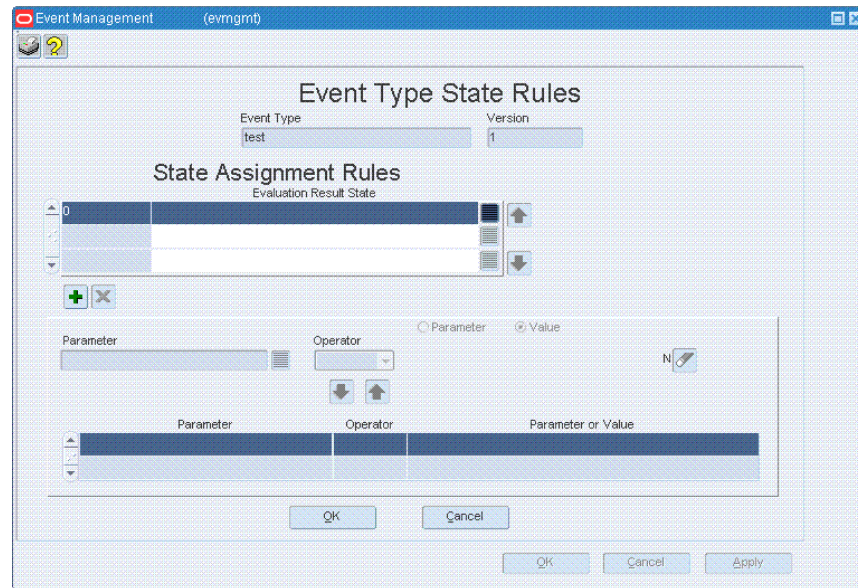 Event Management (evmgmt)
Event Type State Rules
Event Type Version
test 1
State Assignment Rules
Evaluation Result State
0
Parameter Value
Parameter Operator
N
Parameter Operator Parameter or Value
OK Cancel
OK Cancel Apply